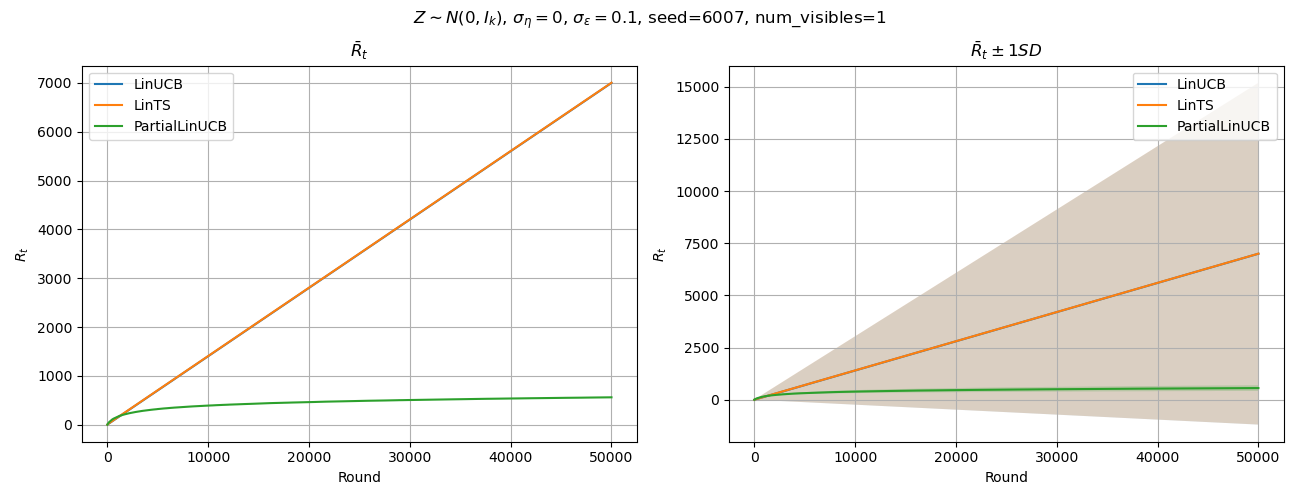 Z ∼ N(0, I_k), σ_η = 0, σ_ε = 0.1, seed=6007, num_visibles=1
R̄_t
7000
6000
5000
4000
3000
2000
1000
0
R_t
LinUCB
LinTS
PartialLinUCB
0 10000 20000 30000 40000 50000
Round
R̄_t ± 1SD
15000
12500
10000
7500
5000
2500
0
R_t
LinUCB
LinTS
PartialLinUCB
0 10000 20000 30000 40000 50000
Round